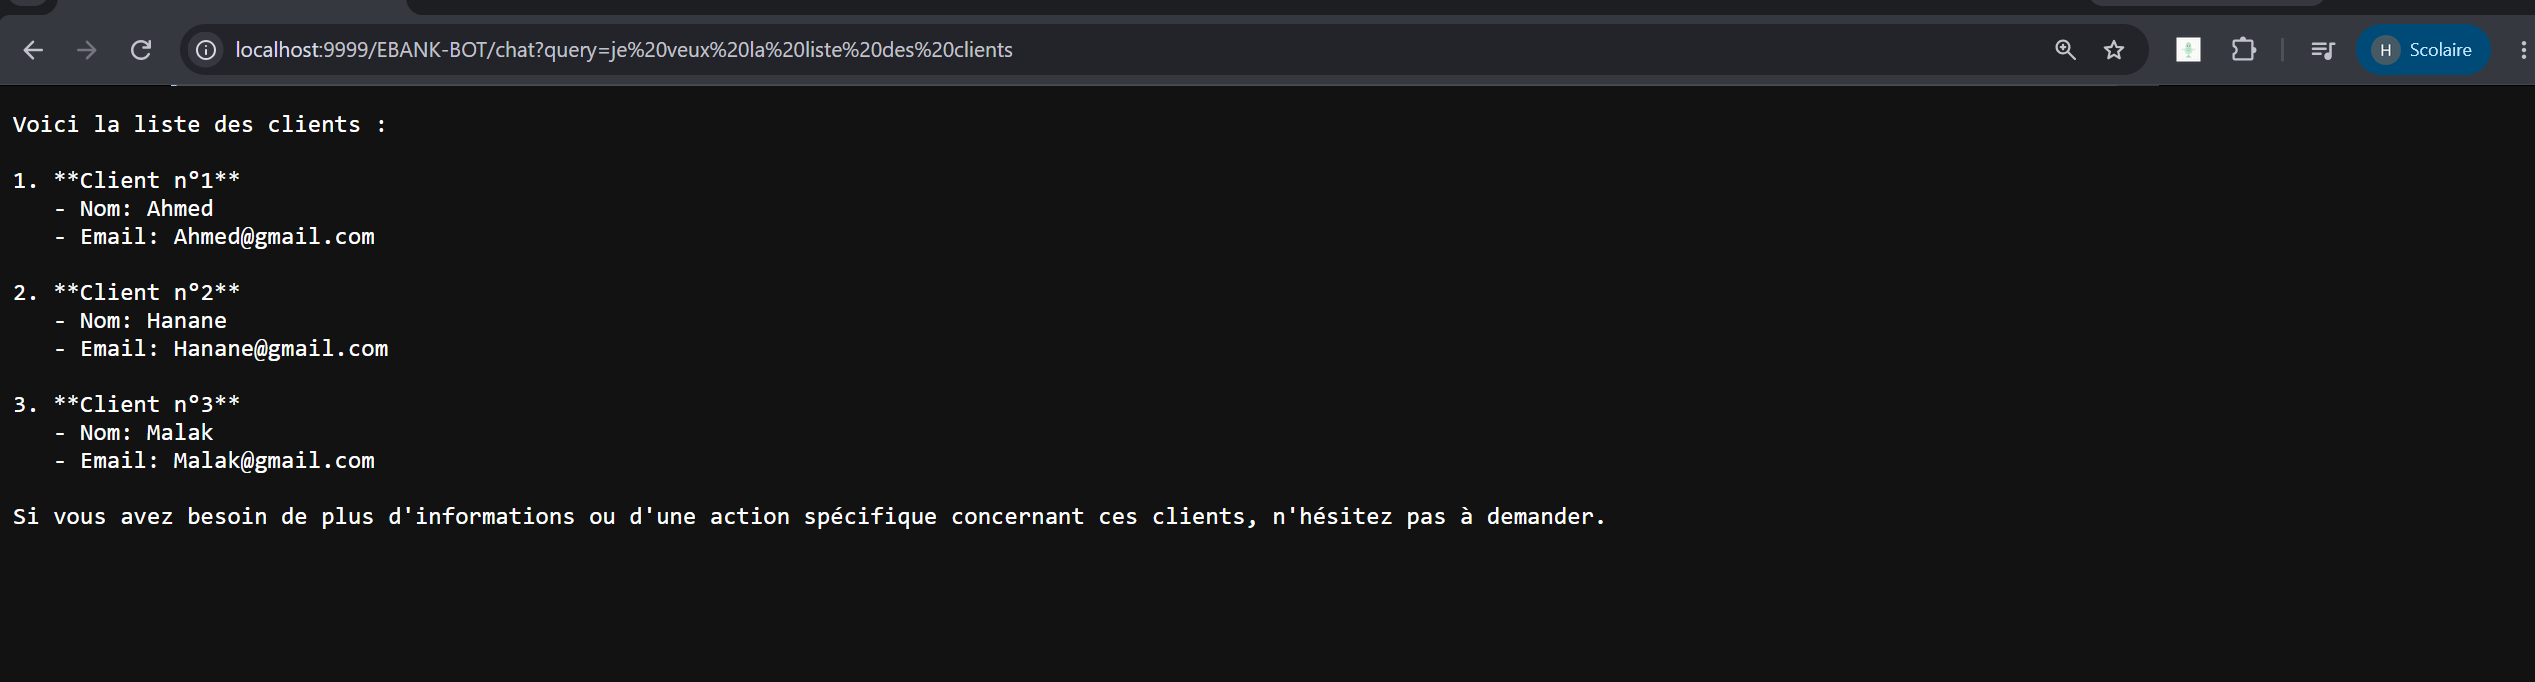 localhost:9999/EBANK-BOT/chat?query=je%20veux%20la%20liste%20des%20clients
H Scolaire
Voici la liste des clients :
1. **Client n°1**
- Nom: Ahmed
- Email: Ahmed@gmail.com
2. **Client n°2**
- Nom: Hanane
- Email: Hanane@gmail.com
3. **Client n°3**
- Nom: Malak
- Email: Malak@gmail.com
Si vous avez besoin de plus d'informations ou d'une action spécifique concernant ces clients, n'hésitez pas à demander.